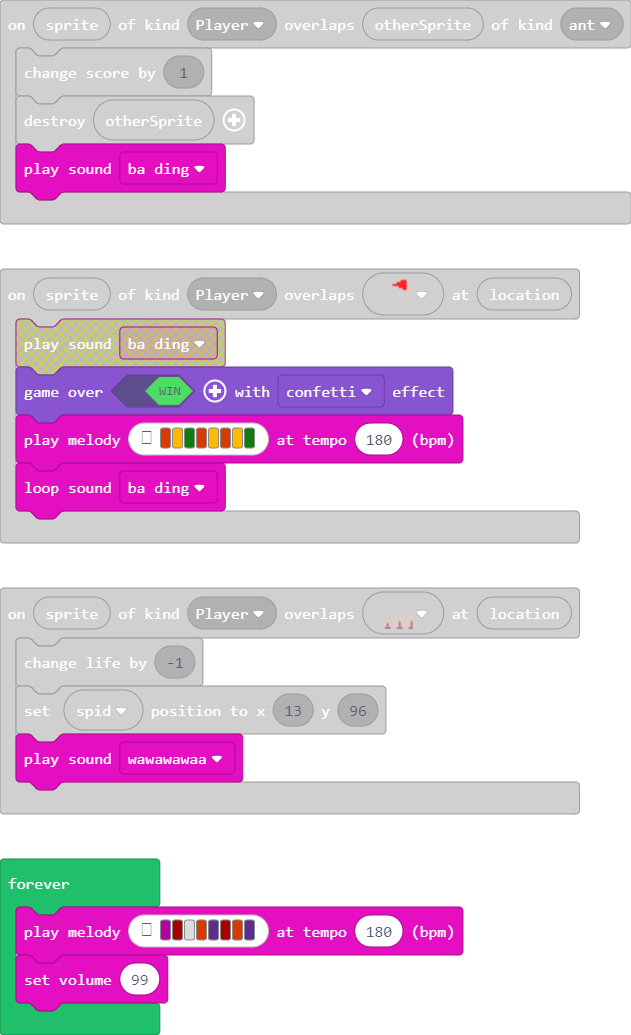 on sprite of kind Player overlaps otherSprite of kind ant
change score by 1
destroy otherSprite
play sound ba ding
on sprite of kind Player overlaps at location
play sound ba ding
game over WIN with confetti effect
play melody at tempo 180 (bpm)
loop sound ba ding
on sprite of kind Player overlaps at location
change life by -1
set spid position to x 13 y 96
play sound wawawawaa
forever
play melody at tempo 180 (bpm)
set volume 99